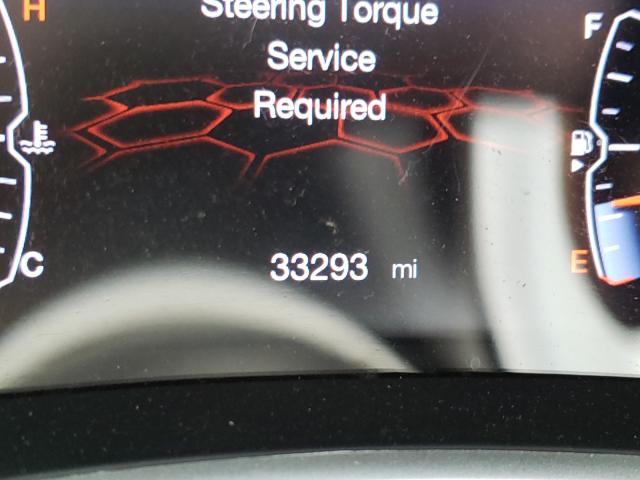 H
Steering Torque
F
Service
Required
C
33293 mi
E